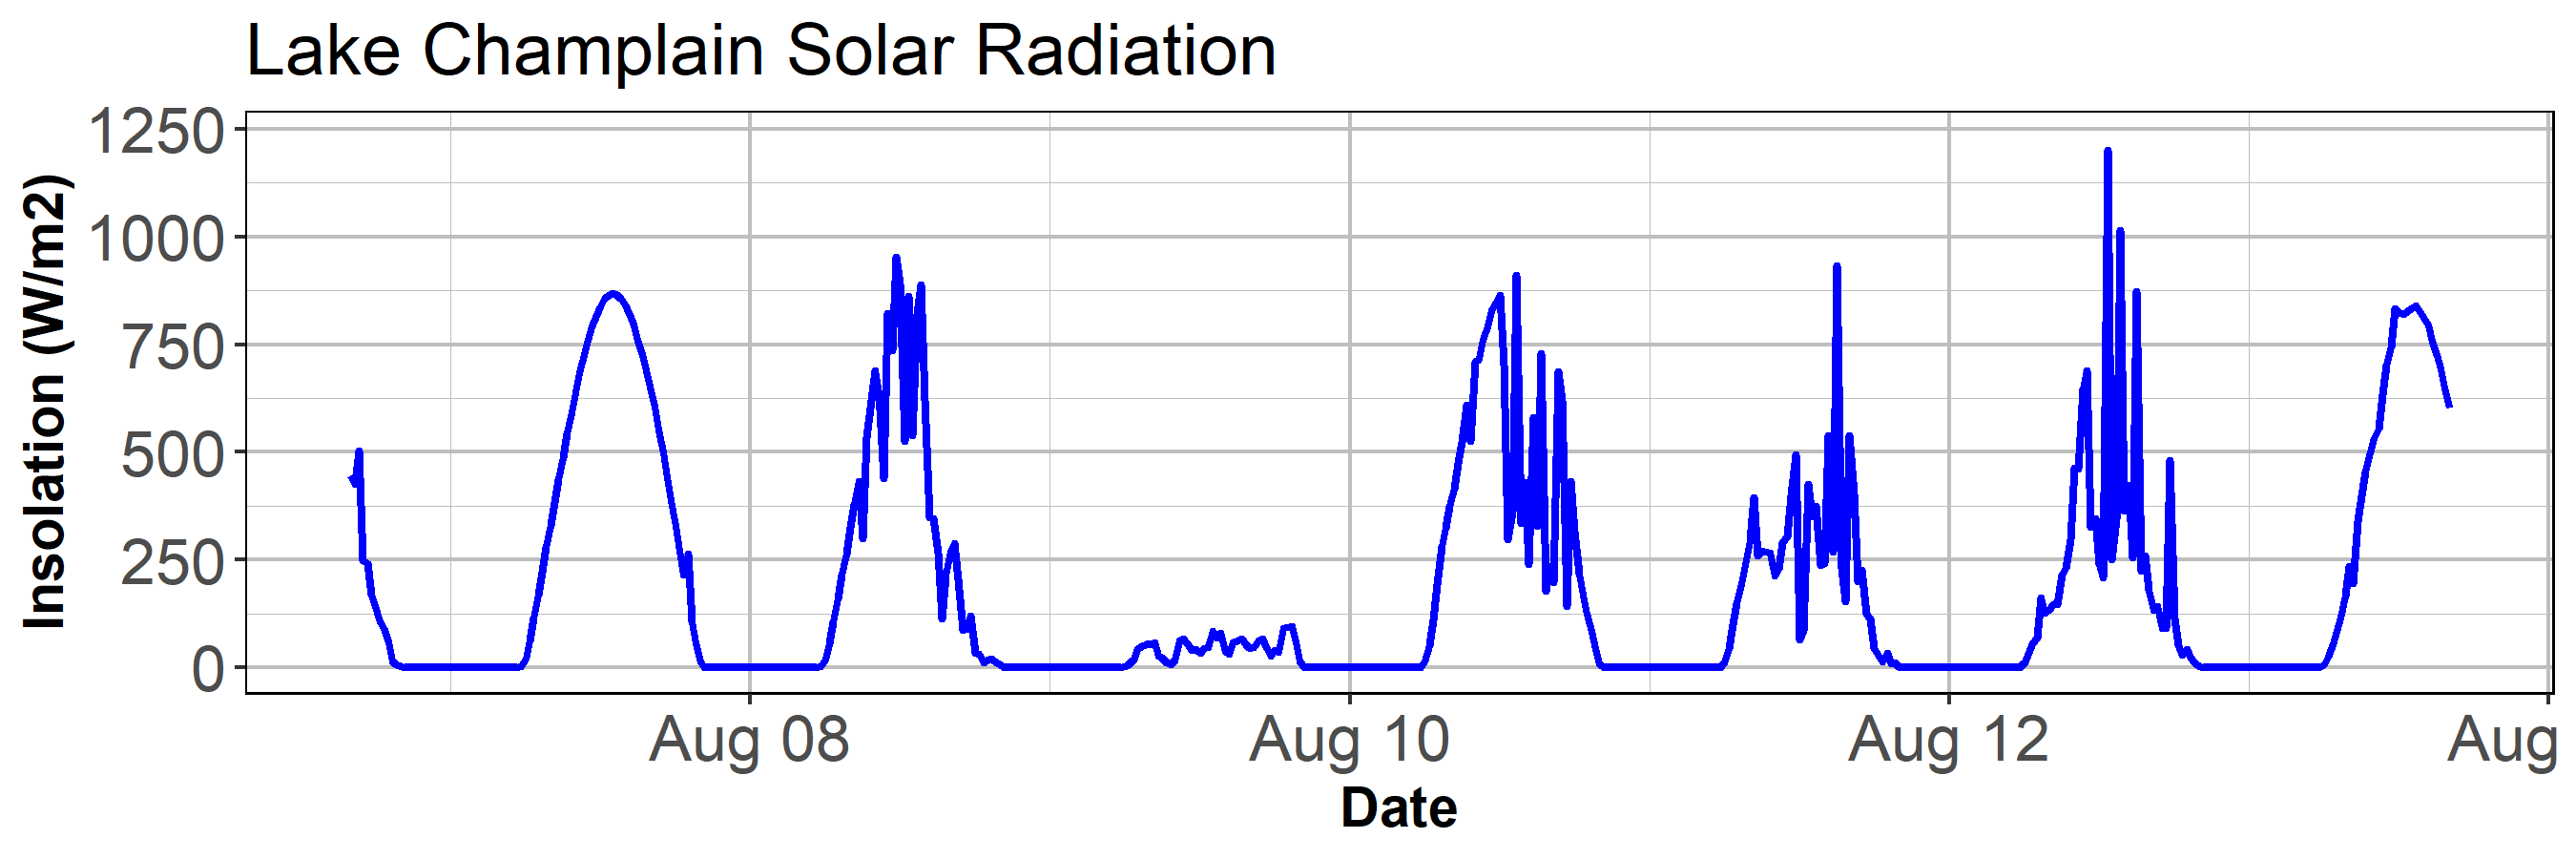 Lake Champlain Solar Radiation
1250
1000
750
500
250
0
Insolation (W/m2)
Aug 08
Aug 10
Aug 12
Aug
Date